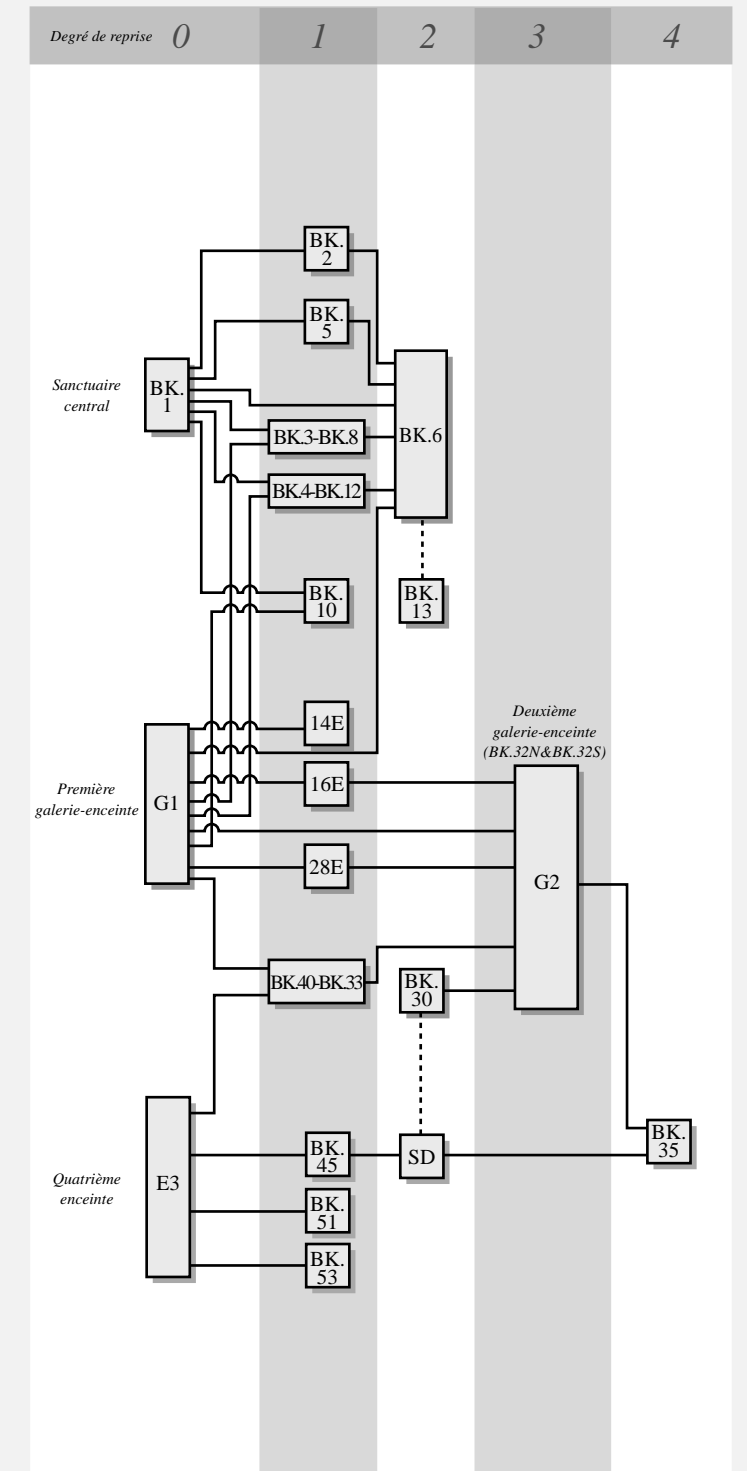 Degré de reprise 0 1 2 3 4
BK.
2
BK.
5
Sanctuaire
central
BK.
1
BK.6
BK.3-BK.8
BK.4-BK.12
BK.
10
BK.
13
14E
Deuxième
galerie-enceinte
(BK.32N&BK.32S)
16E
Première
galerie-enceinte
G1
28E
G2
BK.40-BK.33
BK.
30
BK.
35
BK.
45
SD
Quatrième
enceinte
E3
BK.
51
BK.
53